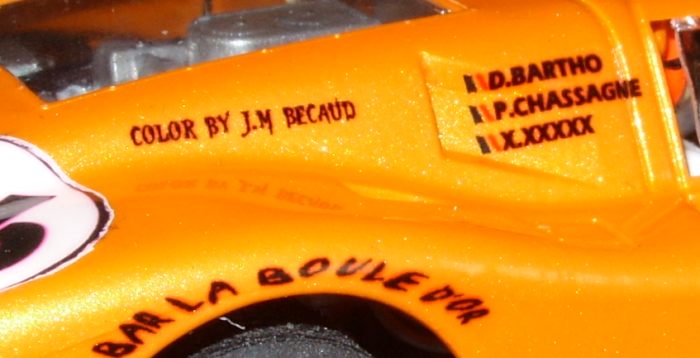 COLOR BY J.M BECAUD
D.BARTHO
P.CHASSAGNE
X.XXXXX
BAR LA BOULE D'OR